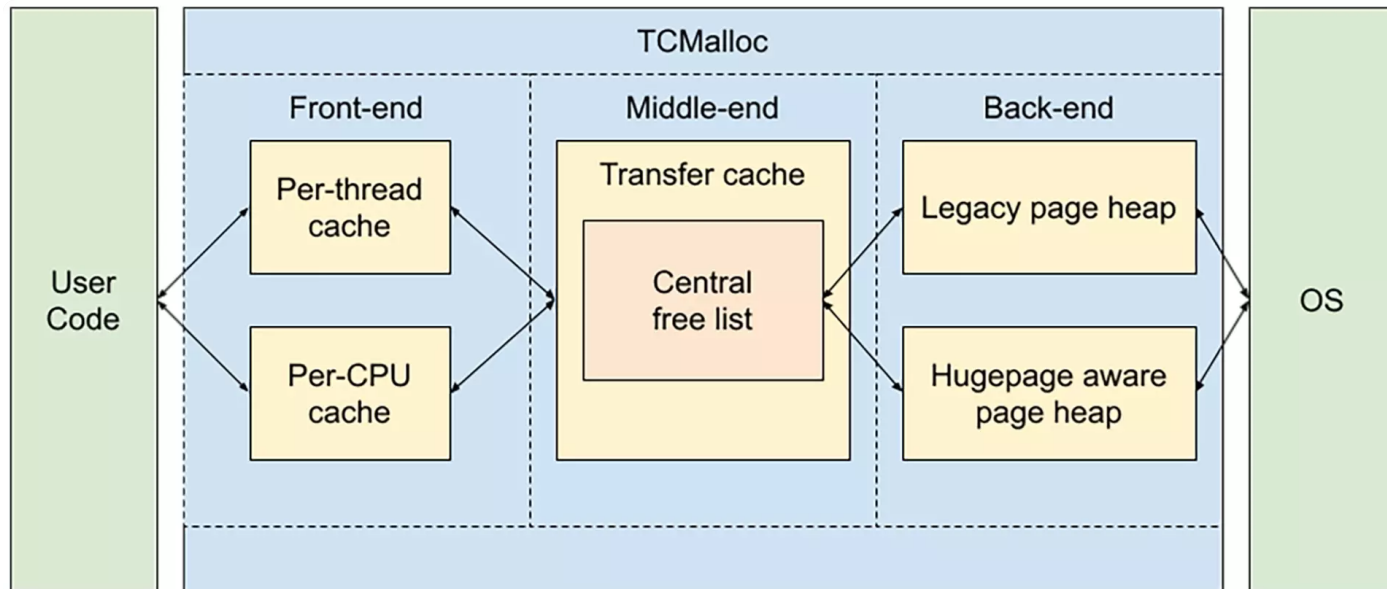 TCMalloc
Front-end
Middle-end
Back-end
User
Code
Per-thread
cache
Per-CPU
cache
Transfer cache
Central
free list
Legacy page heap
Hugepage aware
page heap
OS